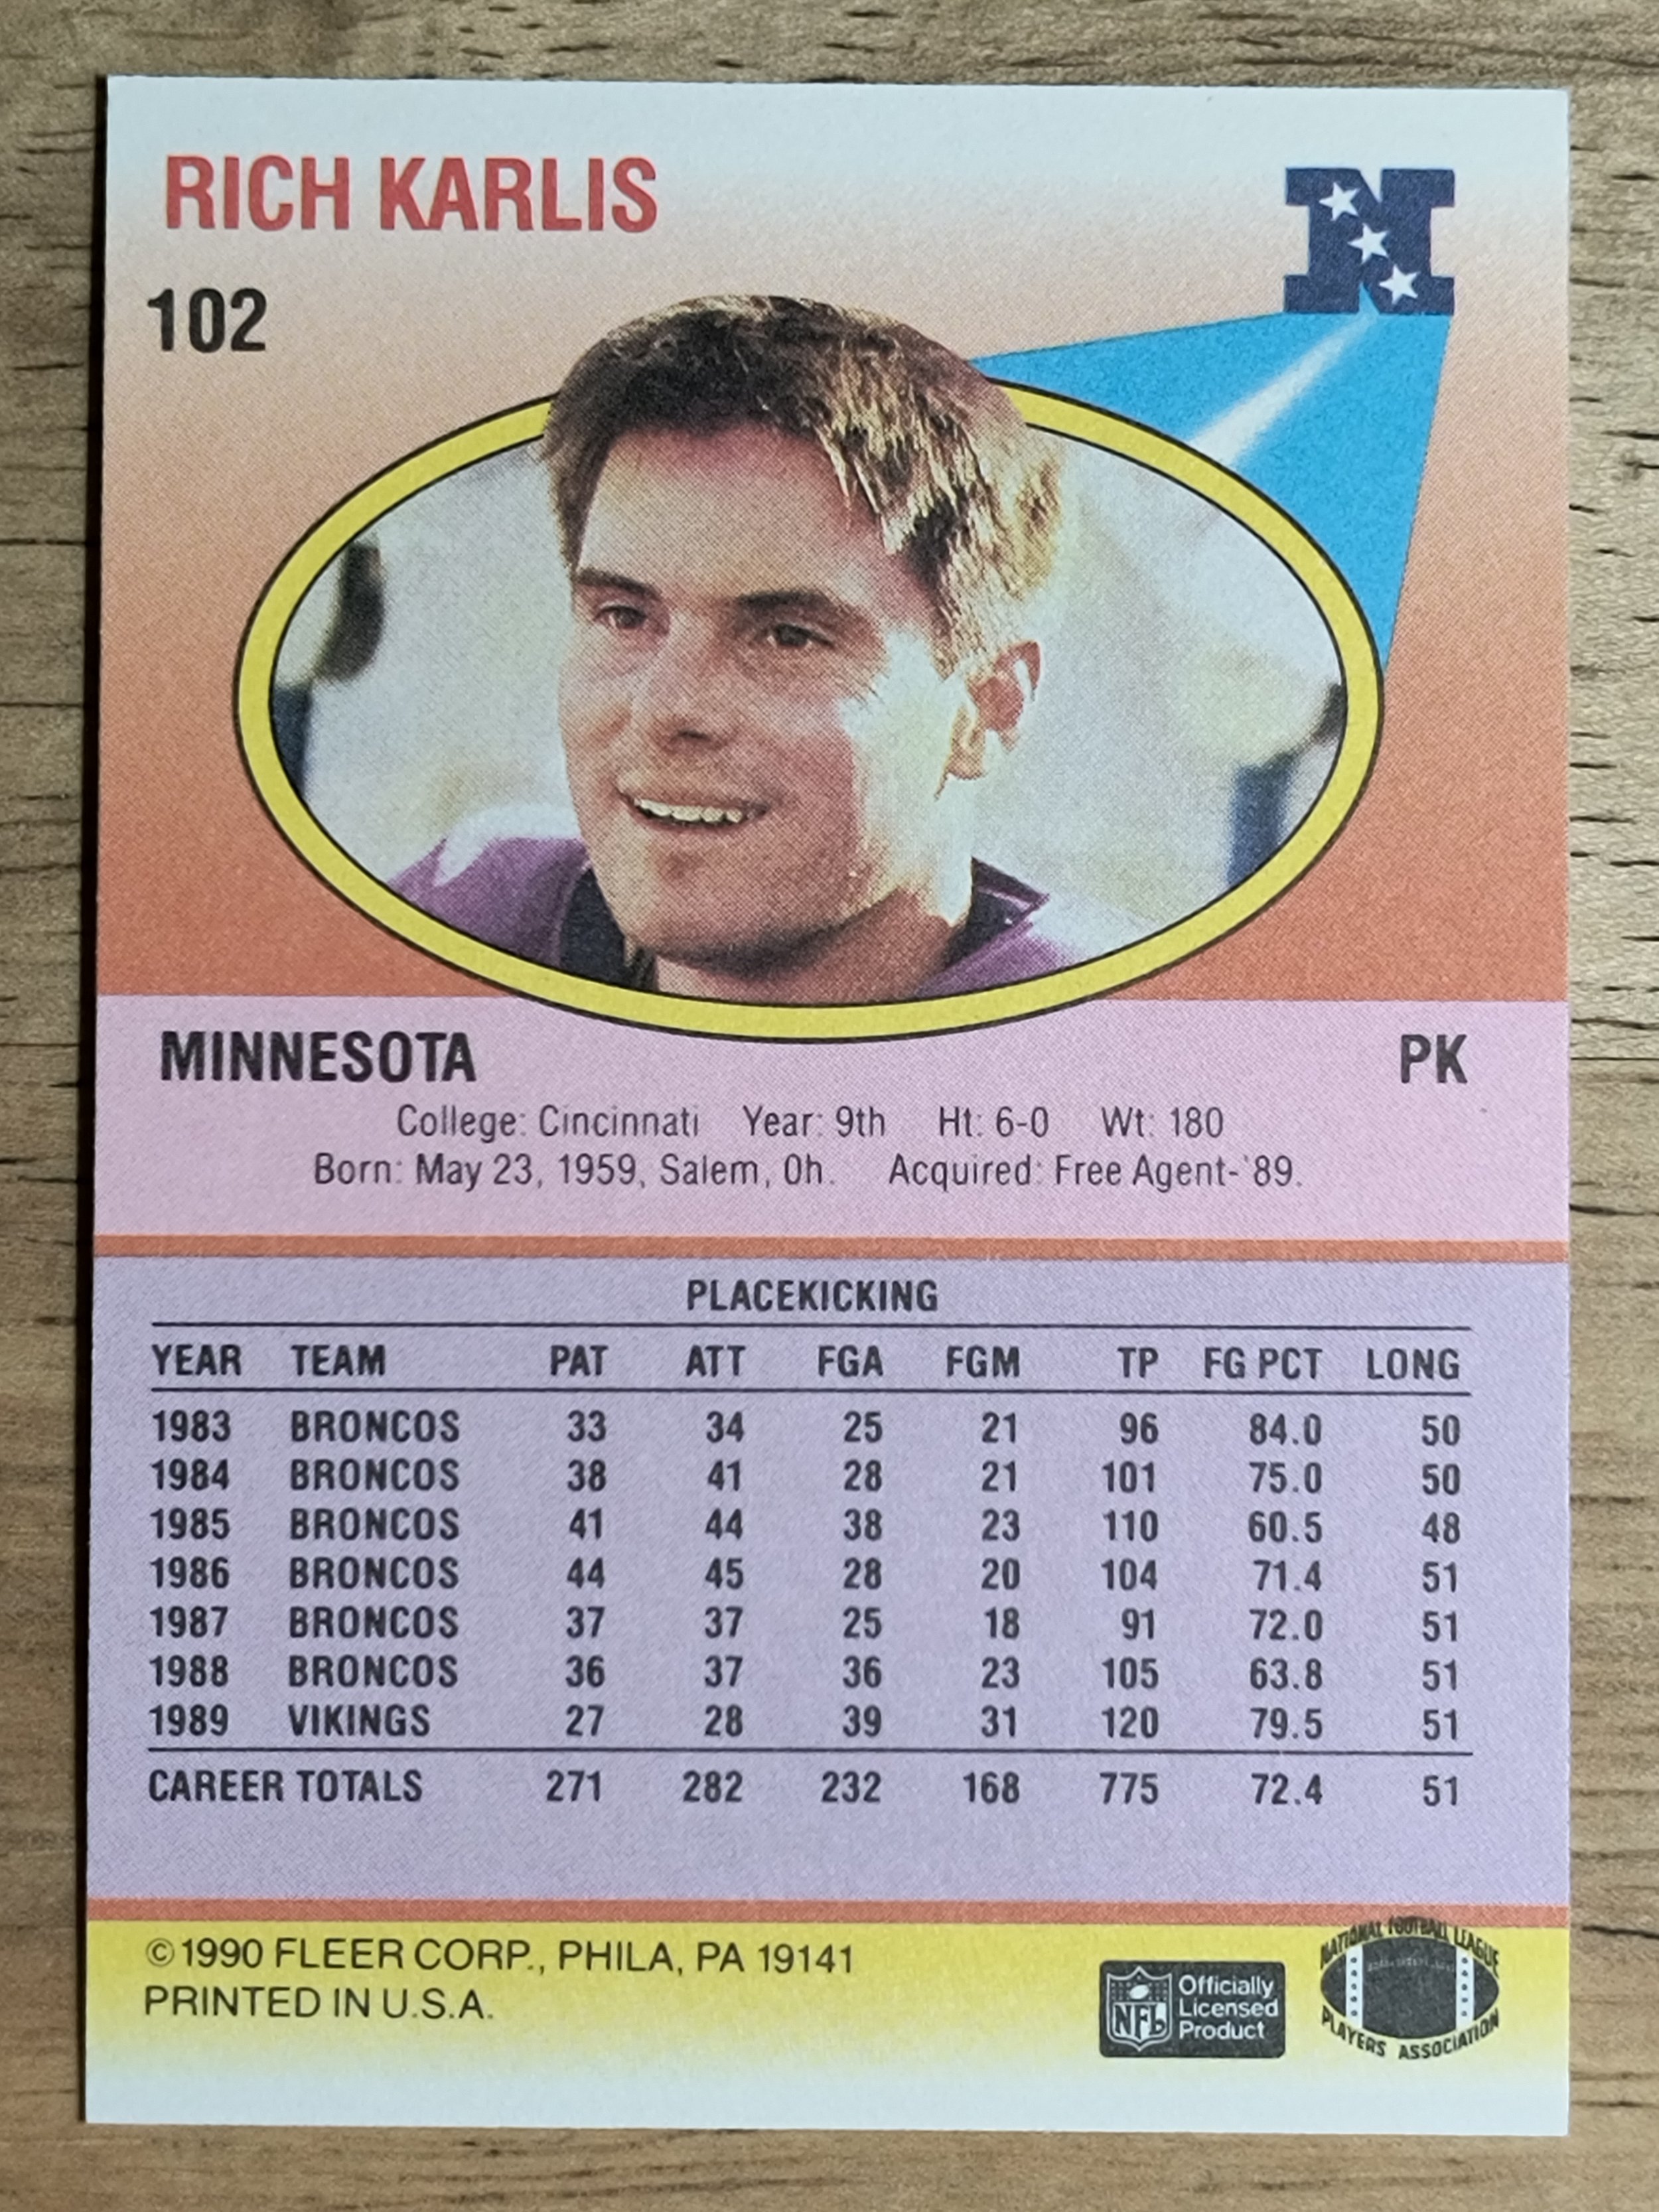 RICH KARLIS
102
N
MINNESOTA PK
College: Cincinnati Year: 9th Ht: 6-0 Wt: 180
Born: May 23, 1959, Salem, Oh. Acquired: Free Agent-'89.
PLACEKICKING
YEAR TEAM PAT ATT FGA FGM TP FG PCT LONG
1983 BRONCOS 33 34 25 21 96 84.0 50
1984 BRONCOS 38 41 28 21 101 75.0 50
1985 BRONCOS 41 44 38 23 110 60.5 48
1986 BRONCOS 44 45 28 20 104 71.4 51
1987 BRONCOS 37 37 25 18 91 72.0 51
1988 BRONCOS 36 37 36 23 105 63.8 51
1989 VIKINGS 27 28 39 31 120 79.5 51
CAREER TOTALS 271 282 232 168 775 72.4 51
©1990 FLEER CORP., PHILA, PA 19141
PRINTED IN U.S.A.
NFL
Officially
Licensed
Product
NATIONAL FOOTBALL LEAGUE
PLAYERS ASSOCIATION